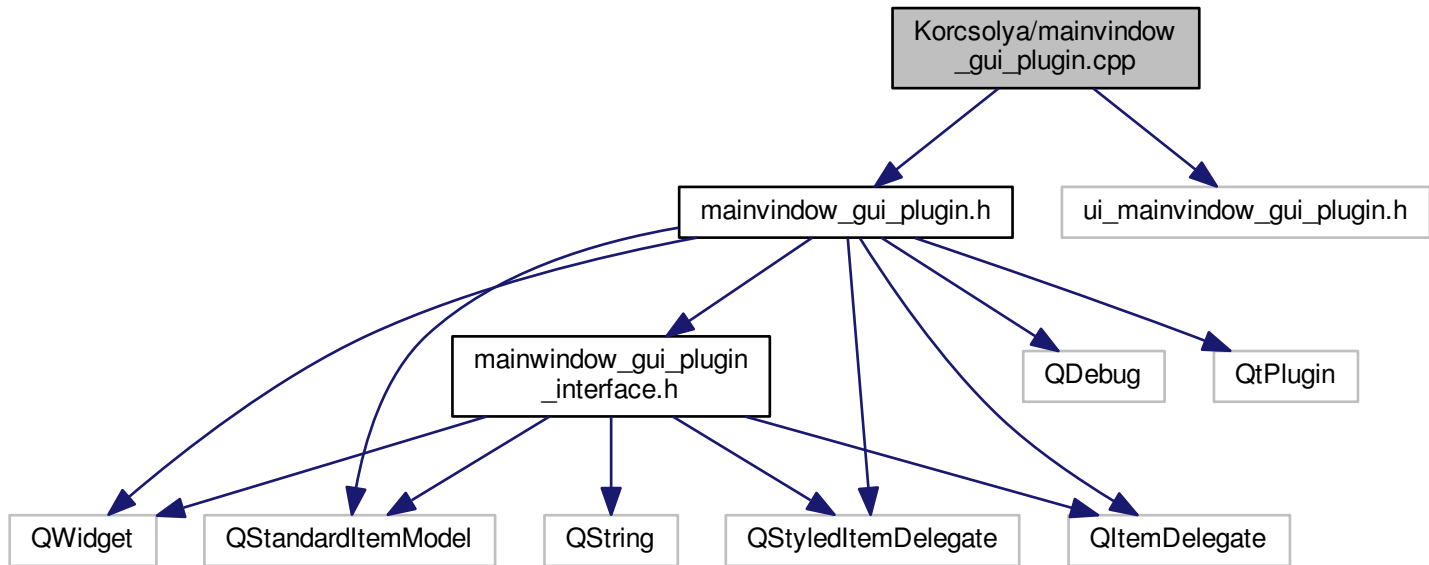 Korcsolya/mainvindow
_gui_plugin.cpp
mainvindow_gui_plugin.h
ui_mainvindow_gui_plugin.h
mainwindow_gui_plugin
_interface.h
QDebug
QtPlugin
QWidget
QStandardItemModel
QString
QStyledItemDelegate
QItemDelegate